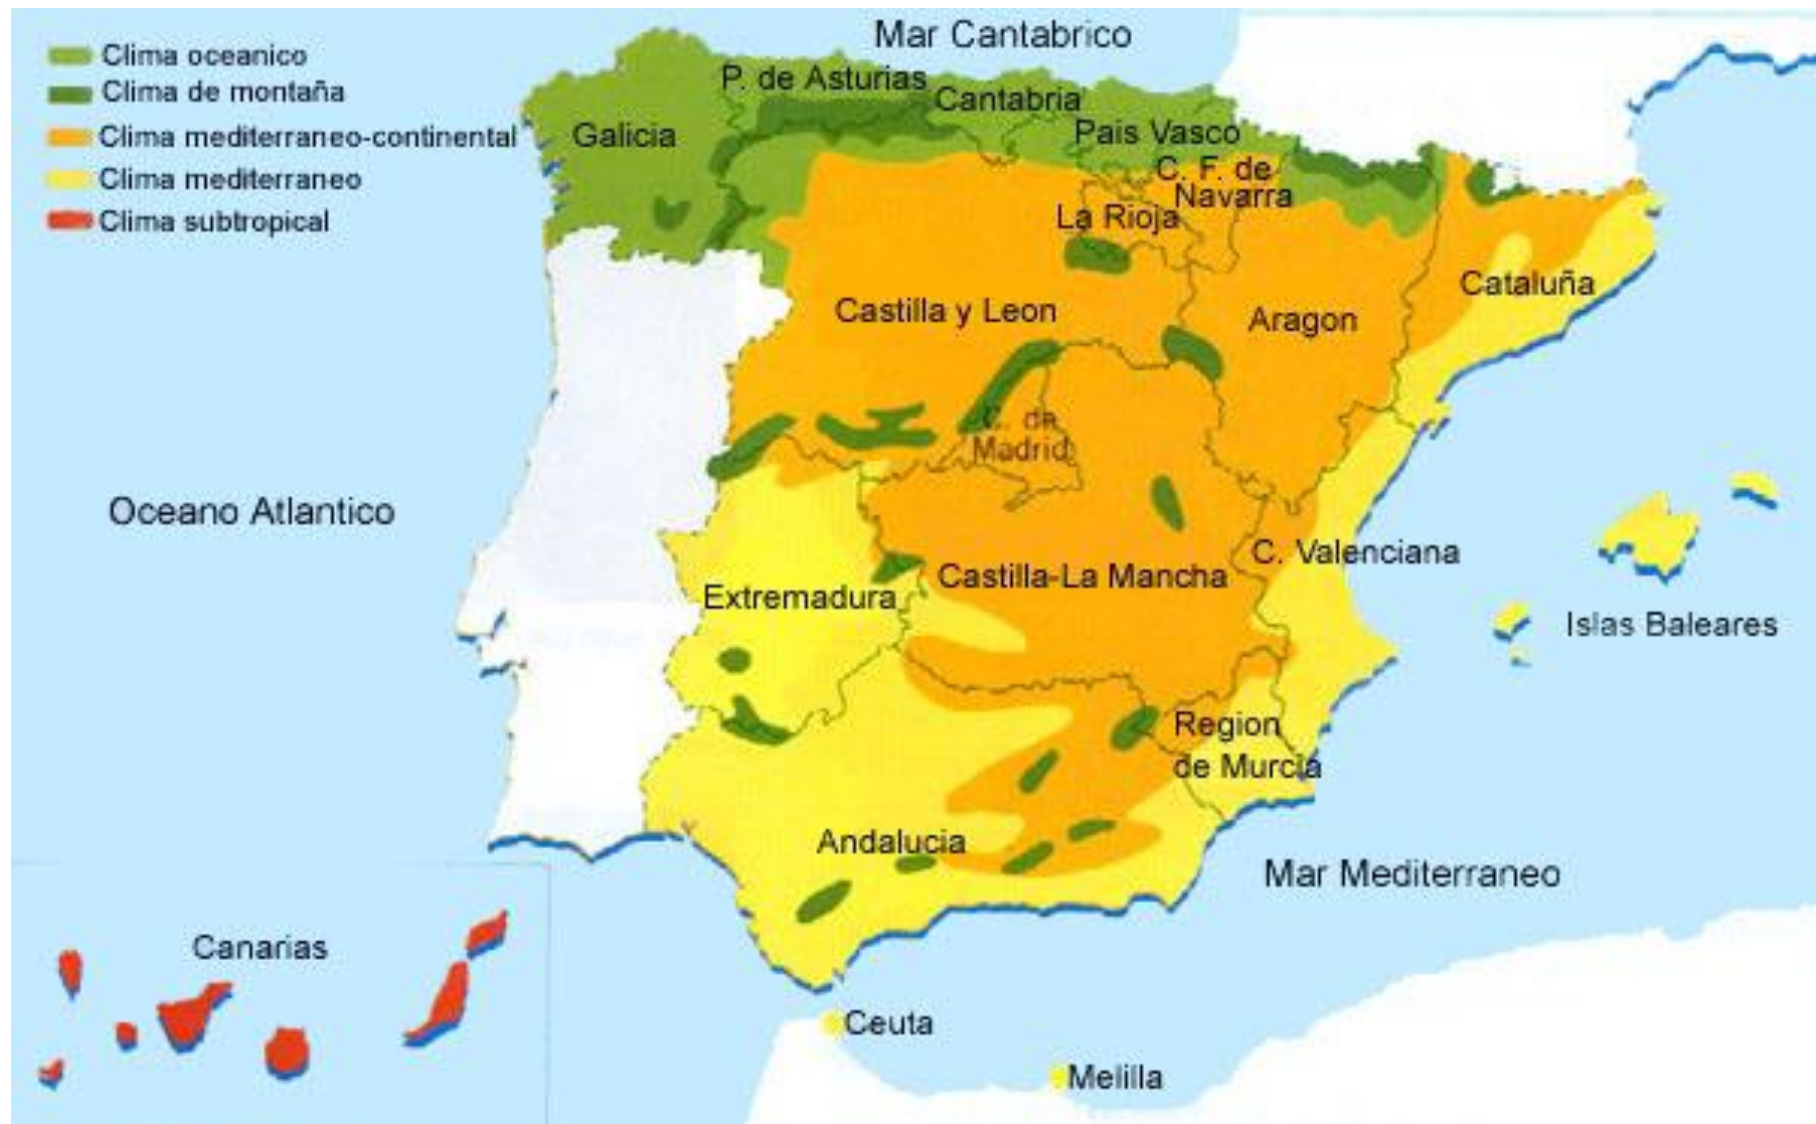 Clima oceanico
Clima de montaña
Clima mediterraneo-continental
Clima mediterraneo
Clima subtropical
Mar Cantabrico
P. de Asturias
Cantabria
Galicia
Pais Vasco
C. F. de
Navarra
La Rioja
Castilla y Leon
Aragon
Cataluña
C. de
Madrid
Oceano Atlantico
C. Valenciana
Castilla-La Mancha
Extremadura
Islas Baleares
Region
de Murcia
Andalucia
Mar Mediterraneo
Canarias
Ceuta
Melilla